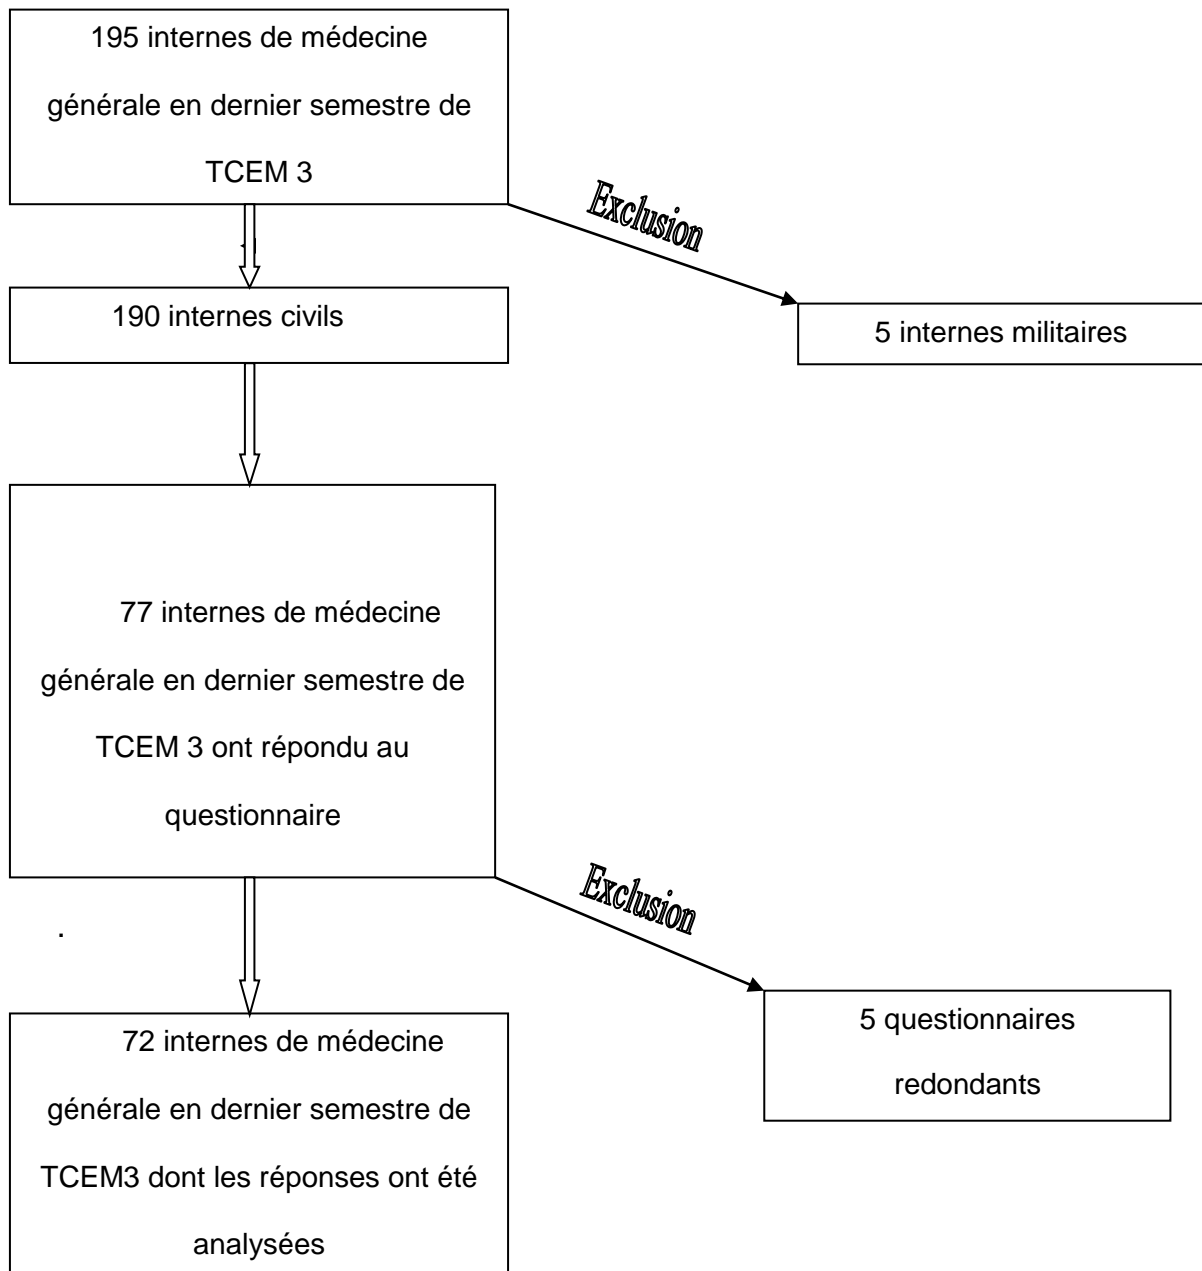 195 internes de médecine
générale en dernier semestre de
TCEM 3
Exclusion
190 internes civils
5 internes militaires
77 internes de médecine
générale en dernier semestre de
TCEM 3 ont répondu au
questionnaire
Exclusion
.
5 questionnaires
redondants
72 internes de médecine
générale en dernier semestre de
TCEM3 dont les réponses ont été
analysées